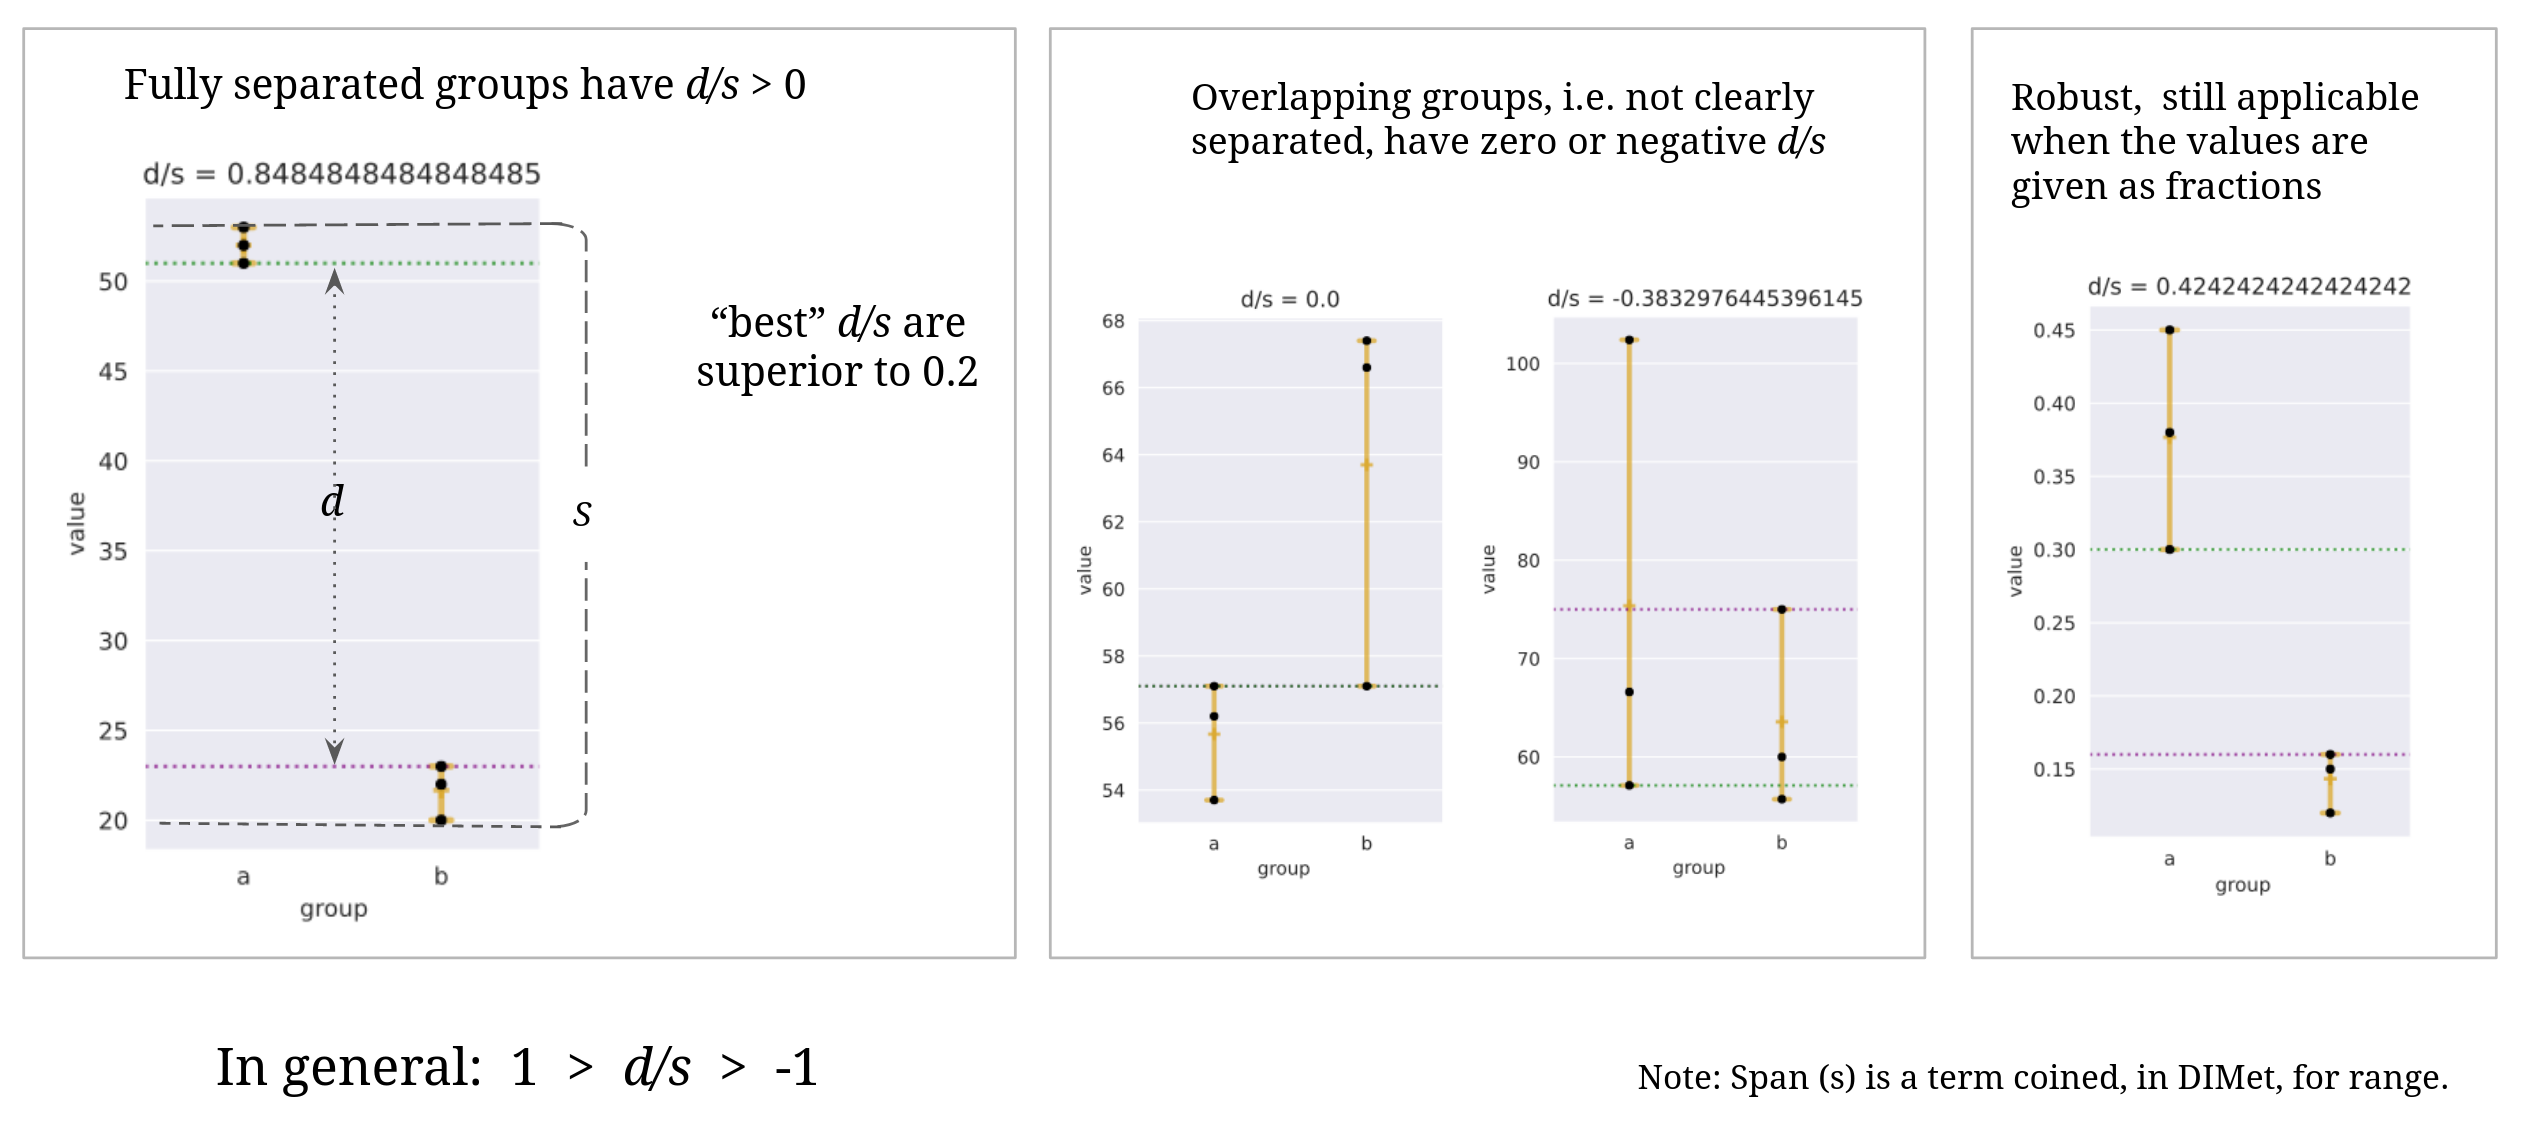 Fully separated groups have d/s > 0
d/s = 0.8484848484848485
50
45
40
35
30
25
20
value
d
s
a
b
group
“best” d/s are
superior to 0.2
Overlapping groups, i.e. not clearly
separated, have zero or negative d/s
d/s = 0.0
68
66
64
62
60
58
56
54
value
a
b
group
d/s = -0.3832976445396145
100
90
80
70
60
value
a
b
group
Robust,  still applicable
when the values are
given as fractions
d/s = 0.4242424242424242
0.45
0.40
0.35
0.30
0.25
0.20
0.15
value
a
b
group
In general:  1  >  d/s  >  -1
Note: Span (s) is a term coined, in DIMet, for range.